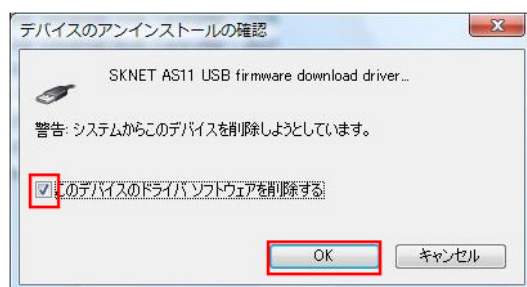 デバイスのアンインストールの確認
SKNET AS11 USB firmware download driver...
警告: システムからこのデバイスを削除しようとしています。
このデバイスのドライバ ソフトウェアを削除する
OK キャンセル